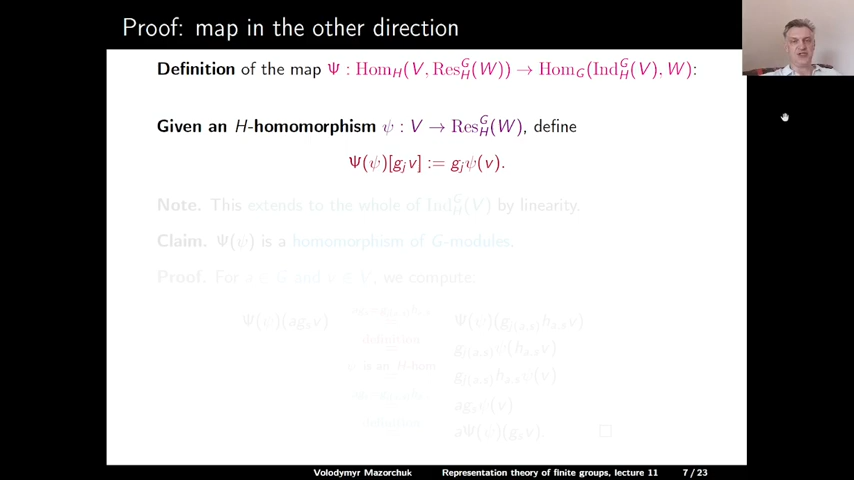 Proof: map in the other direction
Definition of the map Ψ : Hom_H(V, Res^G_H(W)) → Hom_G(Ind^G_H(V), W):
Given an H-homomorphism ψ : V → Res^G_H(W), define
Ψ(ψ)[g_j v] := g_j ψ(v).
Note. This extends to the whole of Ind^G_H(V) by linearity.
Claim. Ψ(ψ) is a homomorphism of G-modules.
Proof. For a ∈ G and v ∈ V, we compute:
Ψ(ψ)(ag_s v) Ψ(ψ)(g_{j(a,s)} h_{a,s} v)
definition g_{j(a,s)} ψ(h_{a,s} v)
ψ is an H-hom g_{j(a,s)} h_{a,s} ψ(v)
ag_s ψ(v)
definition aΨ(ψ)(g_s v). □
Volodymyr Mazorchuk Representation theory of finite groups, lecture 11 7 / 23